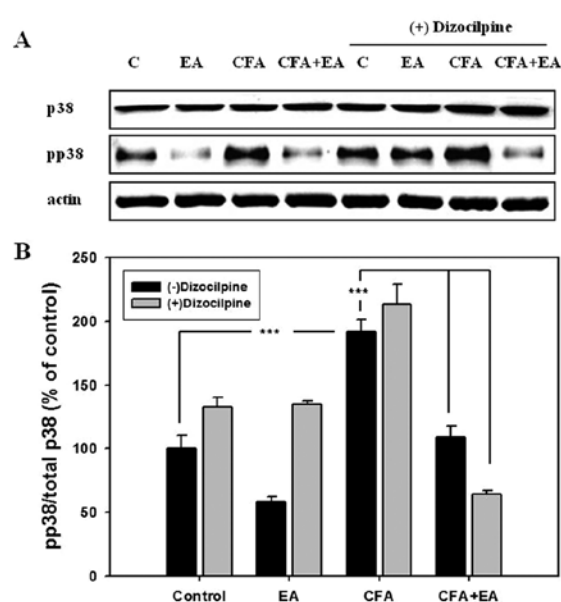 (+) Dizocilpine
A
C EA CFA CFA+EA C EA CFA CFA+EA
p38
pp38
actin
B
250
200
150
100
50
0
pp38/total p38 (% of control)
(-)Dizocilpine
(+)Dizocilpine
***
***
Control EA CFA CFA+EA